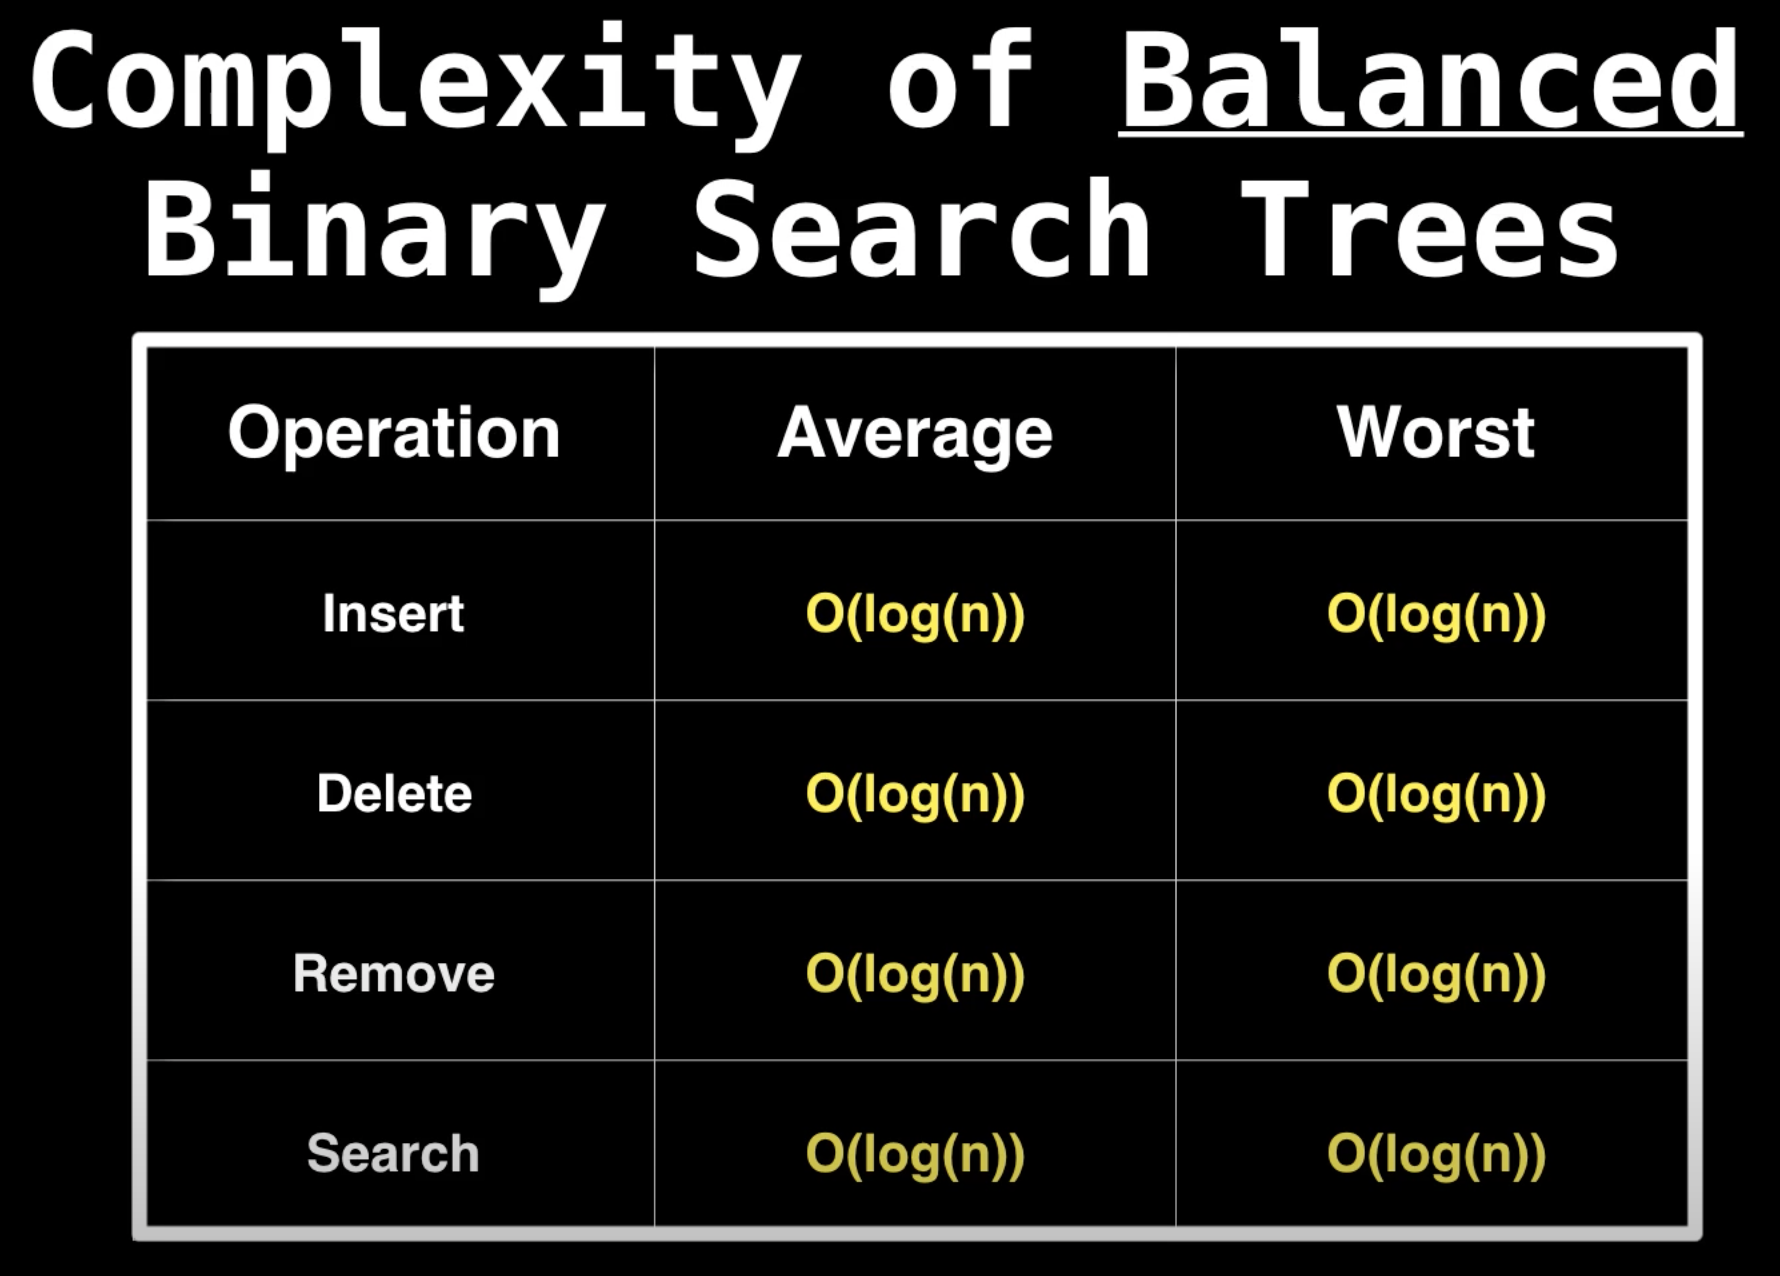 Complexity of Balanced
Binary Search Trees
Operation Average Worst
Insert O(log(n)) O(log(n))
Delete O(log(n)) O(log(n))
Remove O(log(n)) O(log(n))
Search O(log(n)) O(log(n))